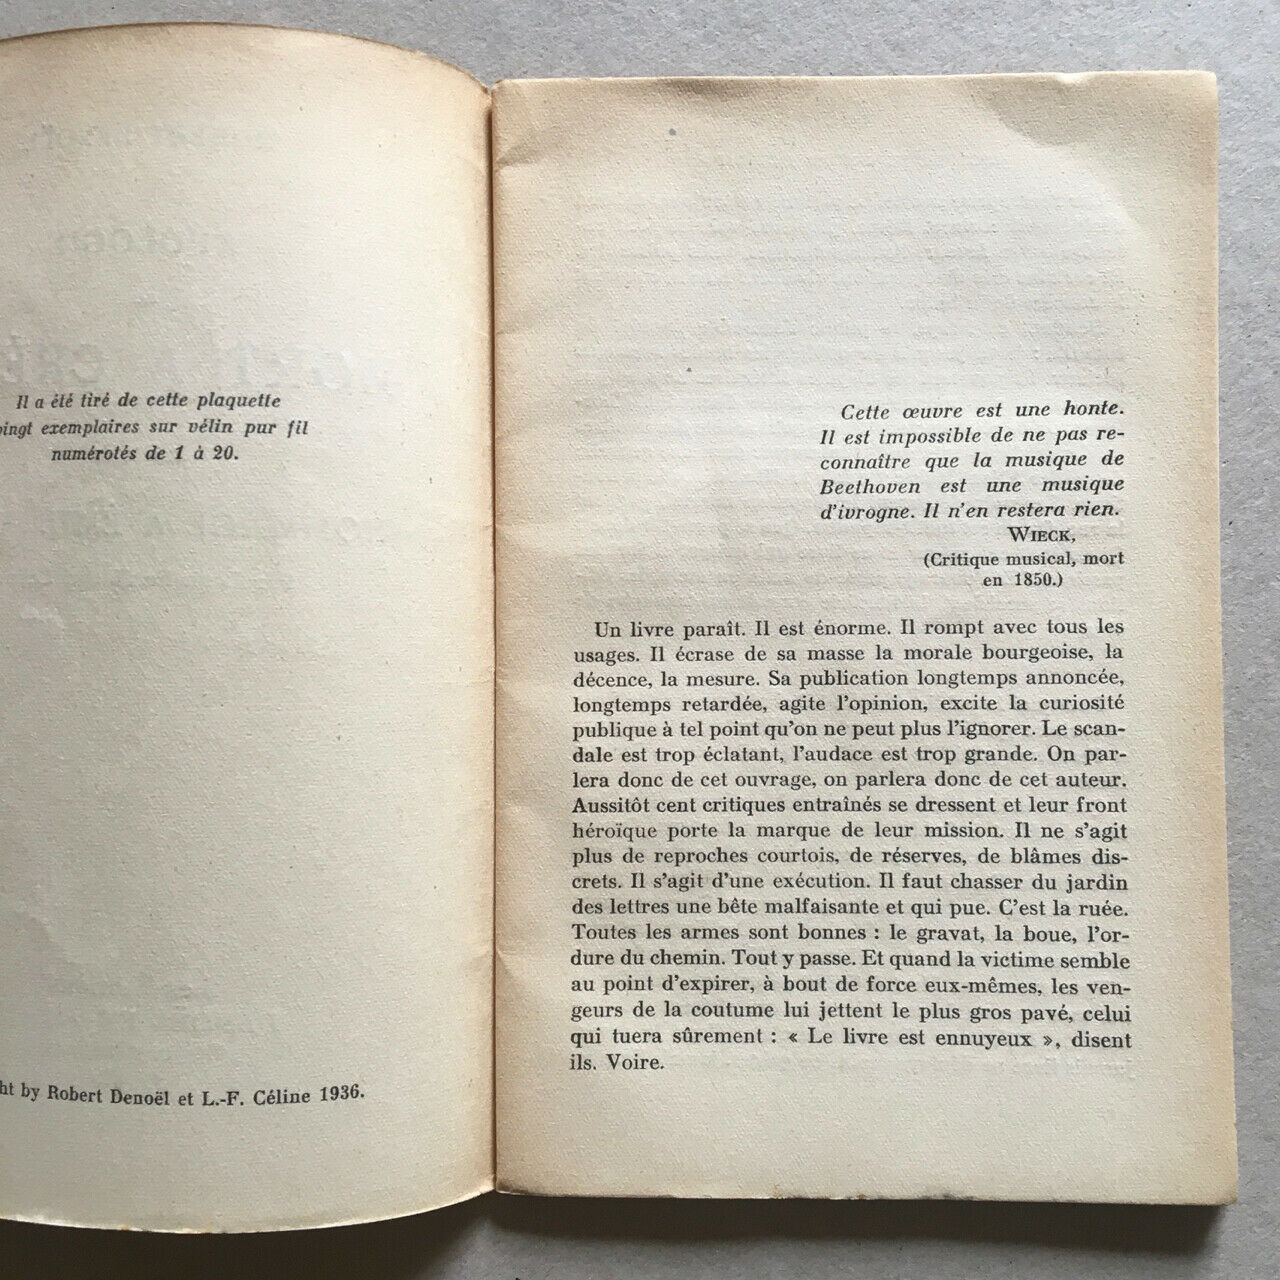 Il a été tiré de cette plaquette
vingt exemplaires sur vélin pur fil
numérotés de 1 à 20.
ht by Robert Denoël et L.-F. Céline 1936.
Cette œuvre est une honte.
Il est impossible de ne pas re-
connaître que la musique de
Beethoven est une musique
d'ivrogne. Il n'en restera rien.
WIECK,
(Critique musical, mort
en 1850.)
Un livre paraît. Il est énorme. Il rompt avec tous les
usages. Il écrase de sa masse la morale bourgeoise, la
décence, la mesure. Sa publication longtemps annoncée,
longtemps retardée, agite l'opinion, excite la curiosité
publique à tel point qu'on ne peut plus l'ignorer. Le scan-
dale est trop éclatant, l'audace est trop grande. On par-
lera donc de cet ouvrage, on parlera donc de cet auteur.
Aussitôt cent critiques entraînés se dressent et leur front
héroïque porte la marque de leur mission. Il ne s'agit
plus de reproches courtois, de réserves, de blâmes dis-
crets. Il s'agit d'une exécution. Il faut chasser du jardin
des lettres une bête malfaisante et qui pue. C'est la ruée.
Toutes les armes sont bonnes : le gravat, la boue, l'or-
dure du chemin. Tout y passe. Et quand la victime semble
au point d'expirer, à bout de force eux-mêmes, les ven-
geurs de la coutume lui jettent le plus gros pavé, celui
qui tuera sûrement : « Le livre est ennuyeux », disent
ils. Voire.